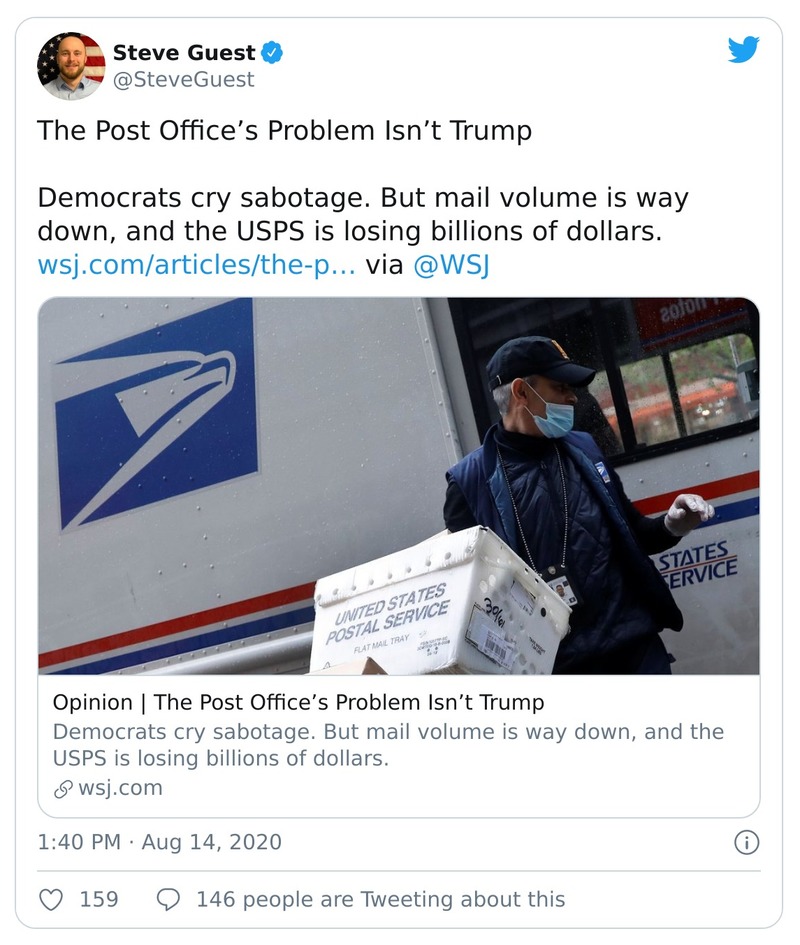 Steve Guest
@SteveGuest
The Post Office’s Problem Isn’t Trump
Democrats cry sabotage. But mail volume is way
down, and the USPS is losing billions of dollars.
wsj.com/articles/the-p… via @WSJ
STATES
SERVICE
UNITED STATES
POSTAL SERVICE
FLAT MAIL TRAY
Opinion | The Post Office’s Problem Isn’t Trump
Democrats cry sabotage. But mail volume is way down, and the
USPS is losing billions of dollars.
wsj.com
1:40 PM · Aug 14, 2020
159
146 people are Tweeting about this